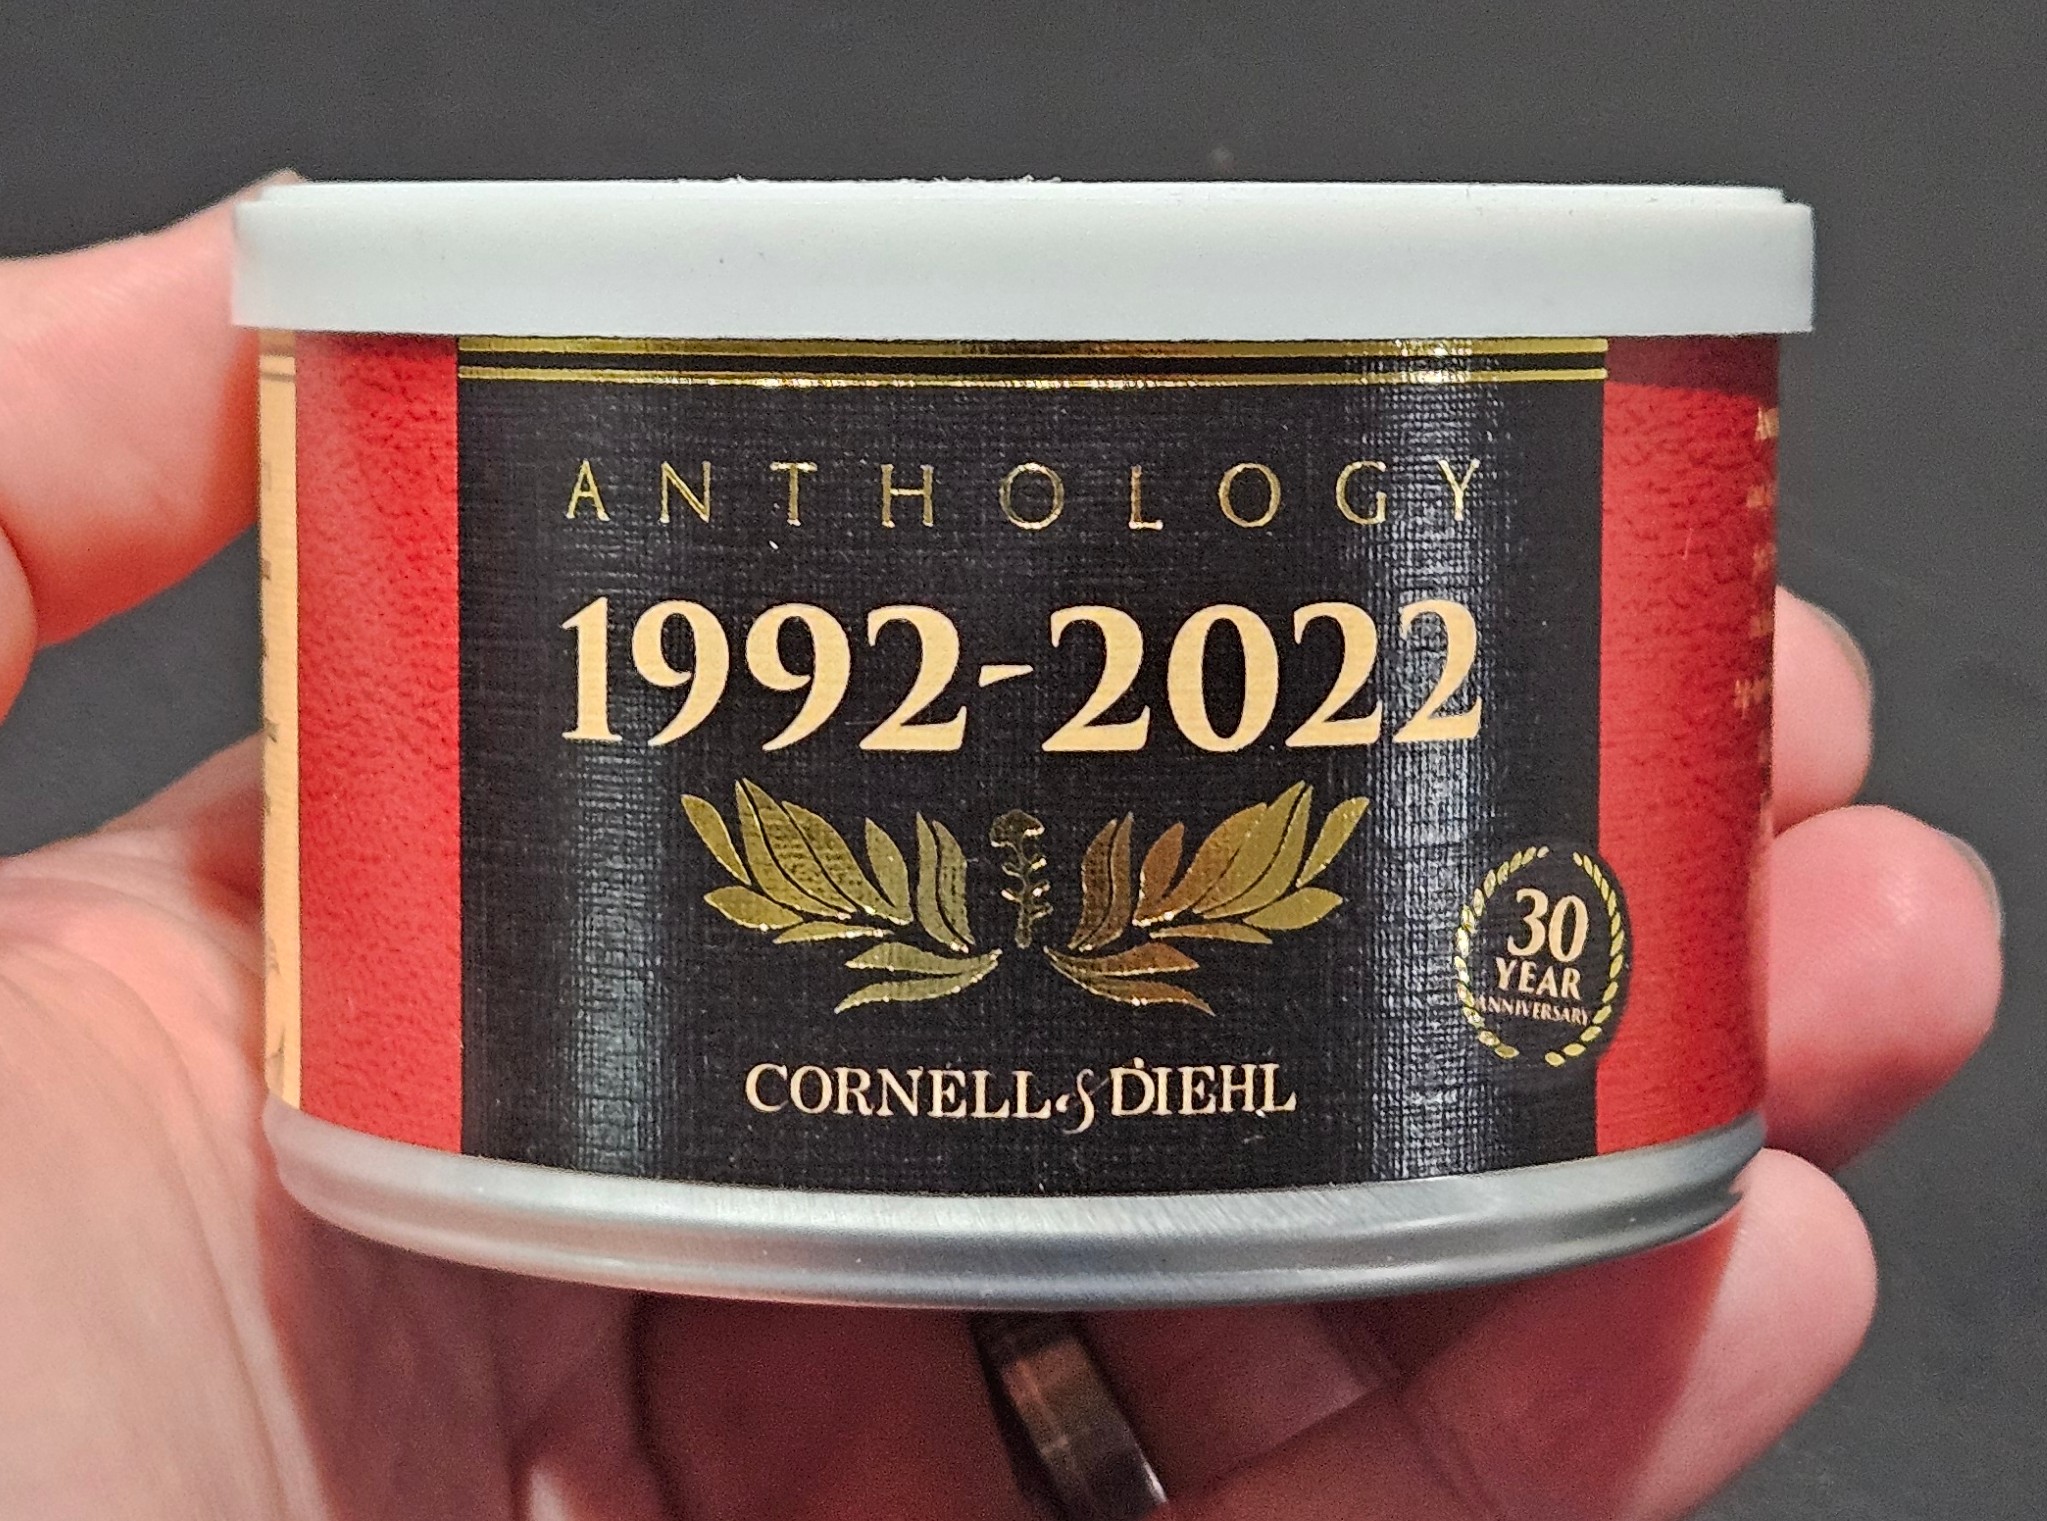 ANTHOLOGY
1992-2022
30
YEAR
ANNIVERSARY
CORNELL & DIEHL